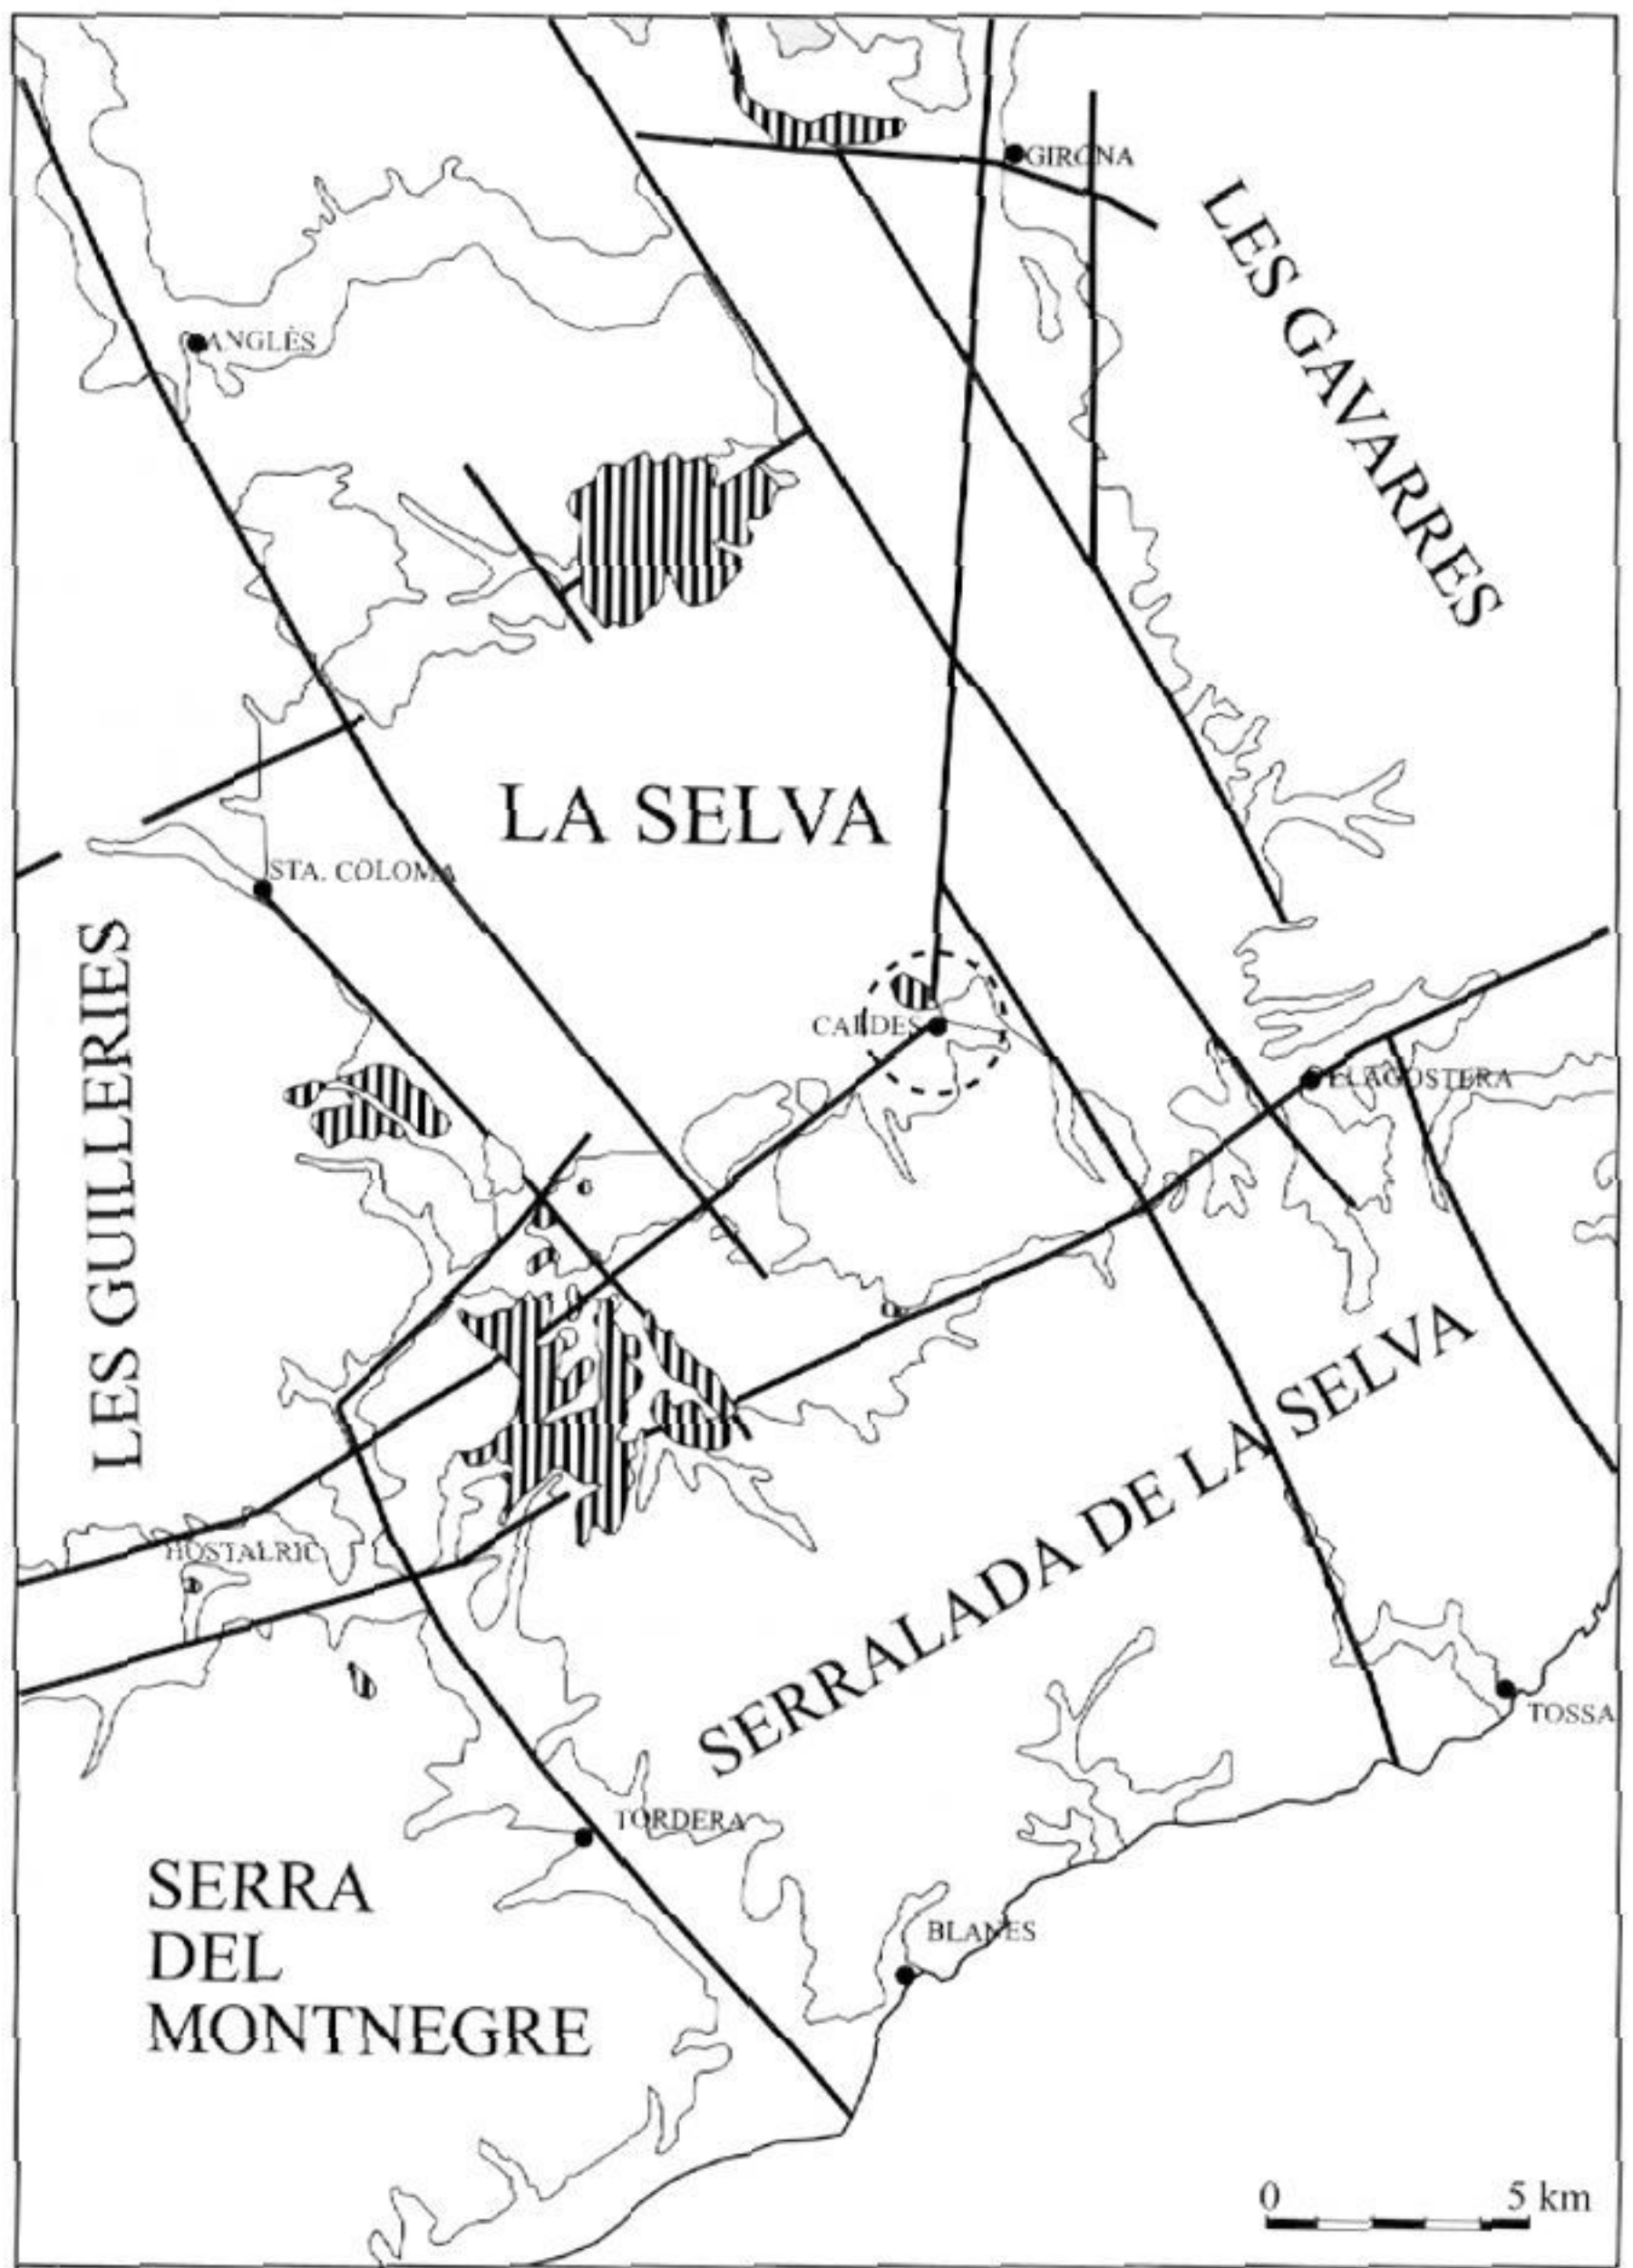 GIRONA
LES GAVARRES
ANGLÈS
LA SELVA
STA. COLOMA
LES GUILLERIES
CALDES
LLAGOSTERA
SERRALADA DE LA SELVA
HOSTALRIC
TOSSA
TORDERA
SERRA
DEL
MONTNEGRE
BLANES
0 5 km